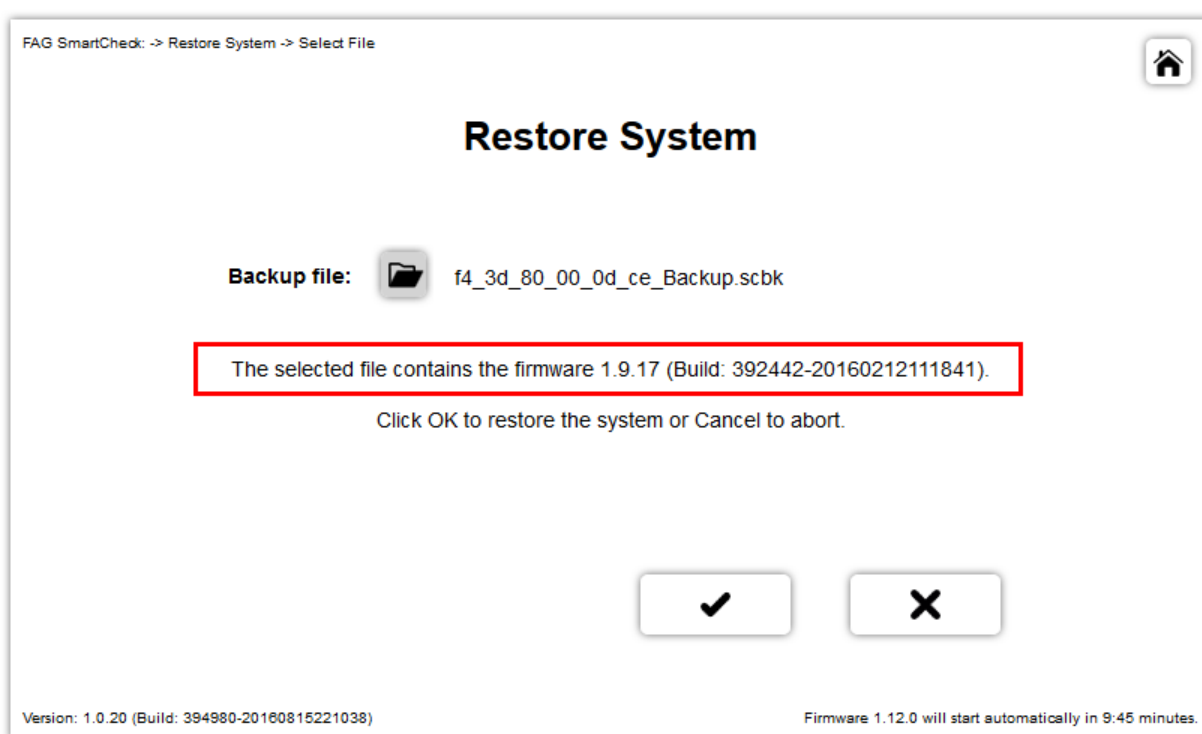 FAG SmartCheck: -> Restore System -> Select File
Restore System
Backup file: f4_3d_80_00_0d_ce_Backup.scbk
The selected file contains the firmware 1.9.17 (Build: 392442-20160212111841).
Click OK to restore the system or Cancel to abort.
Version: 1.0.20 (Build: 394980-20160815221038)
Firmware 1.12.0 will start automatically in 9:45 minutes.